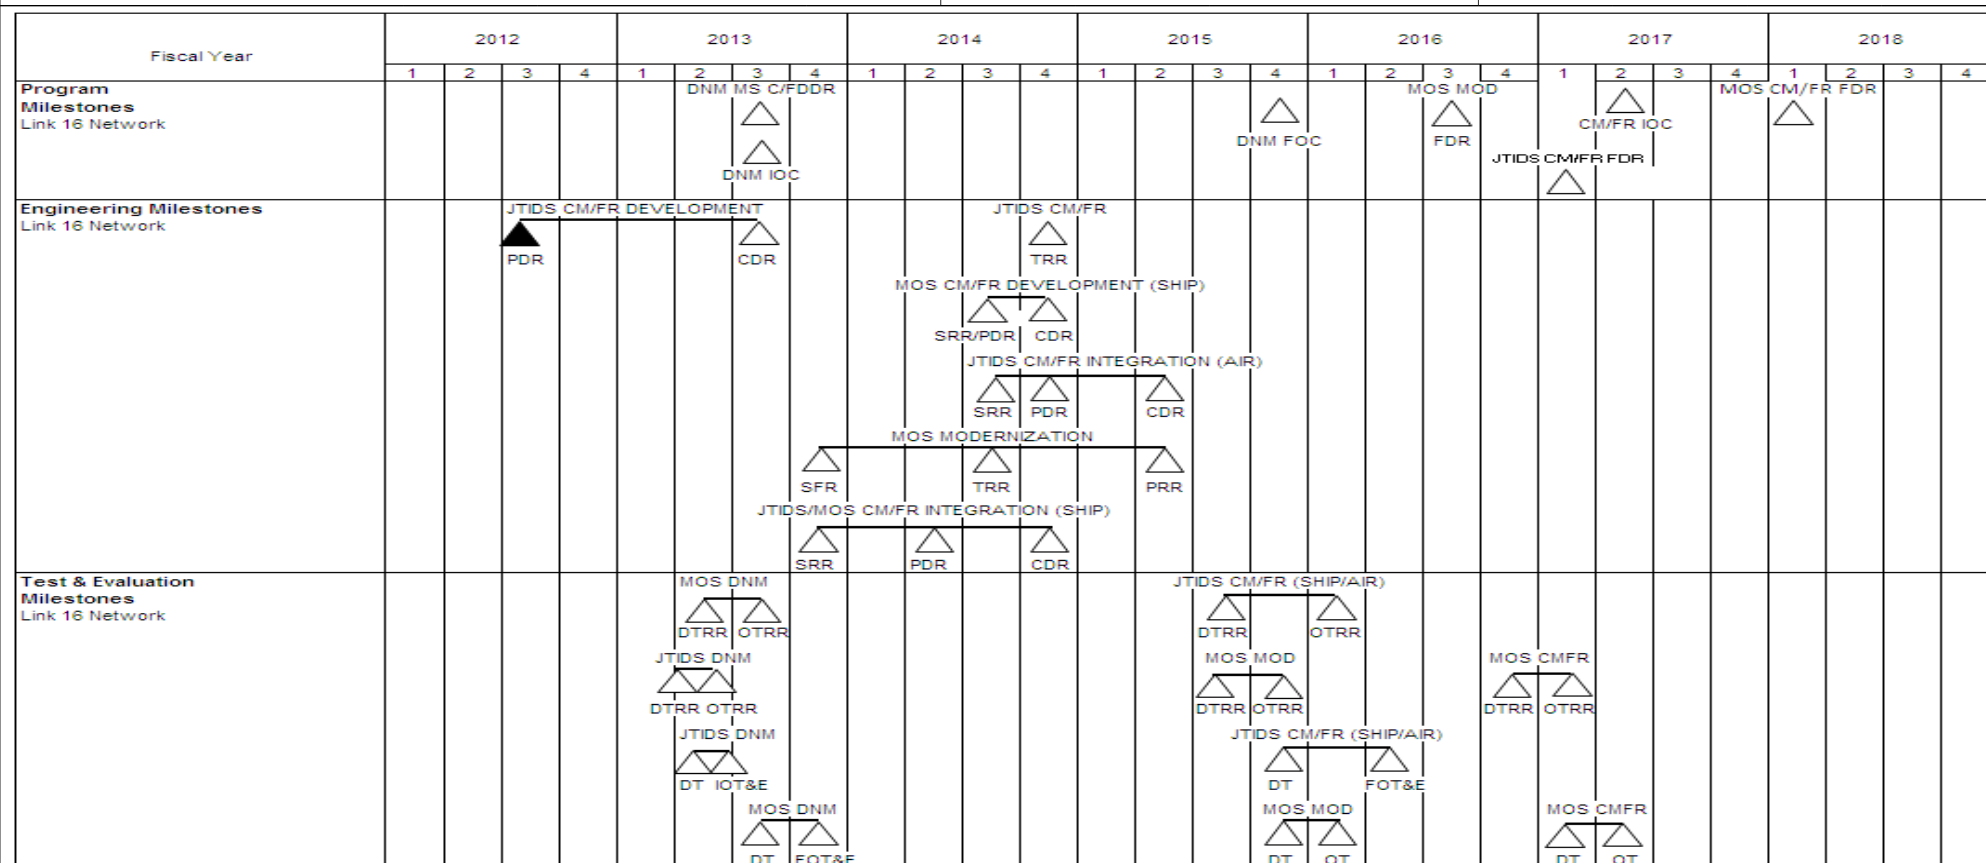 Fiscal Year
2012 2013 2014 2015 2016 2017 2018
1 2 3 4 1 2 3 4 1 2 3 4 1 2 3 4 1 2 3 4 1 2 3 4 1 2 3 4
Program
Milestones
Link 16 Network
DNM MS C/FDDR
MOS MOD
MOS CM/FR FDR
CM/FR IOC
DNM FOC
FDR
JTIDS CM/FR FDR
DNM IOC
Engineering Milestones
Link 16 Network
JTIDS CM/FR DEVELOPMENT
JTIDS CM/FR
PDR CDR TRR
MOS CM/FR DEVELOPMENT (SHIP)
SRR/PDR CDR
JTIDS CM/FR INTEGRATION (AIR)
SRR PDR CDR
MOS MODERNIZATION
SFR TRR PRR
JTIDS/MOS CM/FR INTEGRATION (SHIP)
SRR PDR CDR
Test & Evaluation
Milestones
Link 16 Network
MOS DNM JTIDS CM/FR (SHIP/AIR)
DTRR OTRR DTRR OTRR
JTIDS DNM MOS MOD MOS CMFR
DTRR OTRR DTRR OTRR DTRR OTRR
JTIDS DNM JTIDS CM/FR (SHIP/AIR)
DT IOT&E DT FOT&E
MOS DNM MOS MOD MOS CMFR
DT FOT&E DT OT DT OT